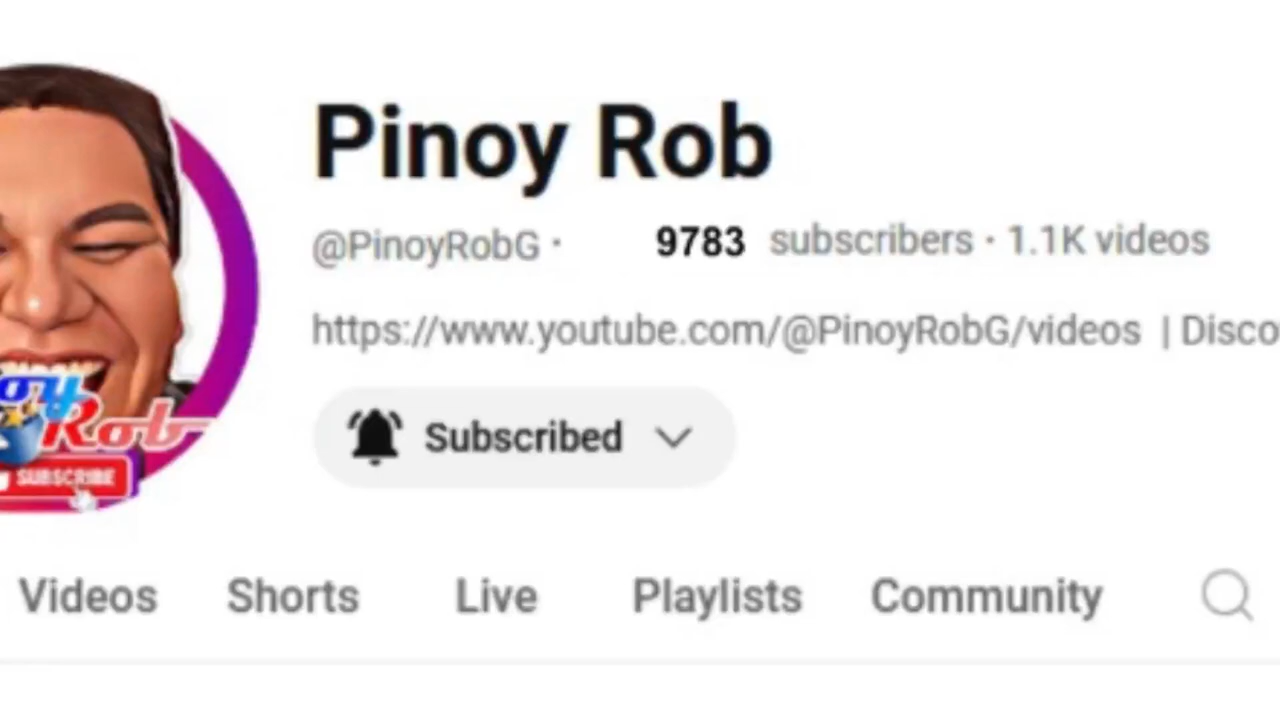 Pinoy Rob
@PinoyRobG · 9783 subscribers · 1.1K videos
https://www.youtube.com/@PinoyRobG/videos | Disco
Subscribed
oy
Rob
SUBSCRIBE
Videos Shorts Live Playlists Community